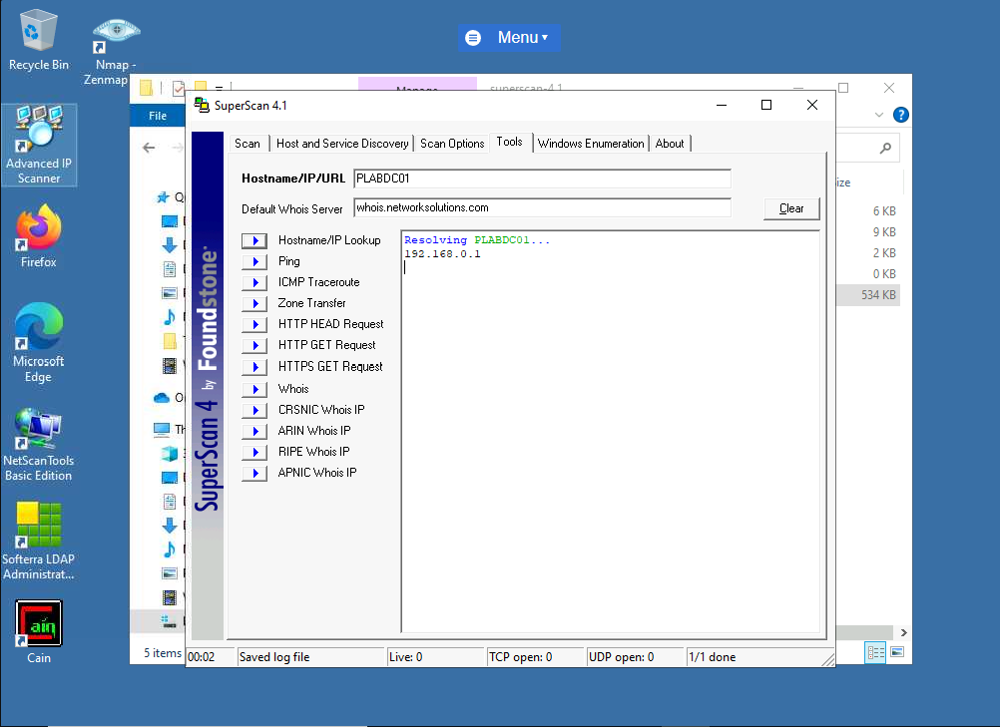 Menu
Recycle Bin
Nmap -
Zenmap
Advanced IP
Scanner
Firefox
Microsoft
Edge
NetScanTools
Basic Edition
Softerra LDAP
Administrat...
Cain
File
5 items
?
6 KB
9 KB
2 KB
0 KB
534 KB
SuperScan 4.1
Scan
Host and Service Discovery
Scan Options
Tools
Windows Enumeration
About
Hostname/IP/URL
PLABDC01
Default Whois Server
whois.networksolutions.com
Clear
Hostname/IP Lookup
Ping
ICMP Traceroute
Zone Transfer
HTTP HEAD Request
HTTP GET Request
HTTPS GET Request
Whois
CRSNIC Whois IP
ARIN Whois IP
RIPE Whois IP
APNIC Whois IP
Resolving PLABDC01...
192.168.0.1
SuperScan 4 by Foundstone
00:02
Saved log file
Live: 0
TCP open: 0
UDP open: 0
1/1 done